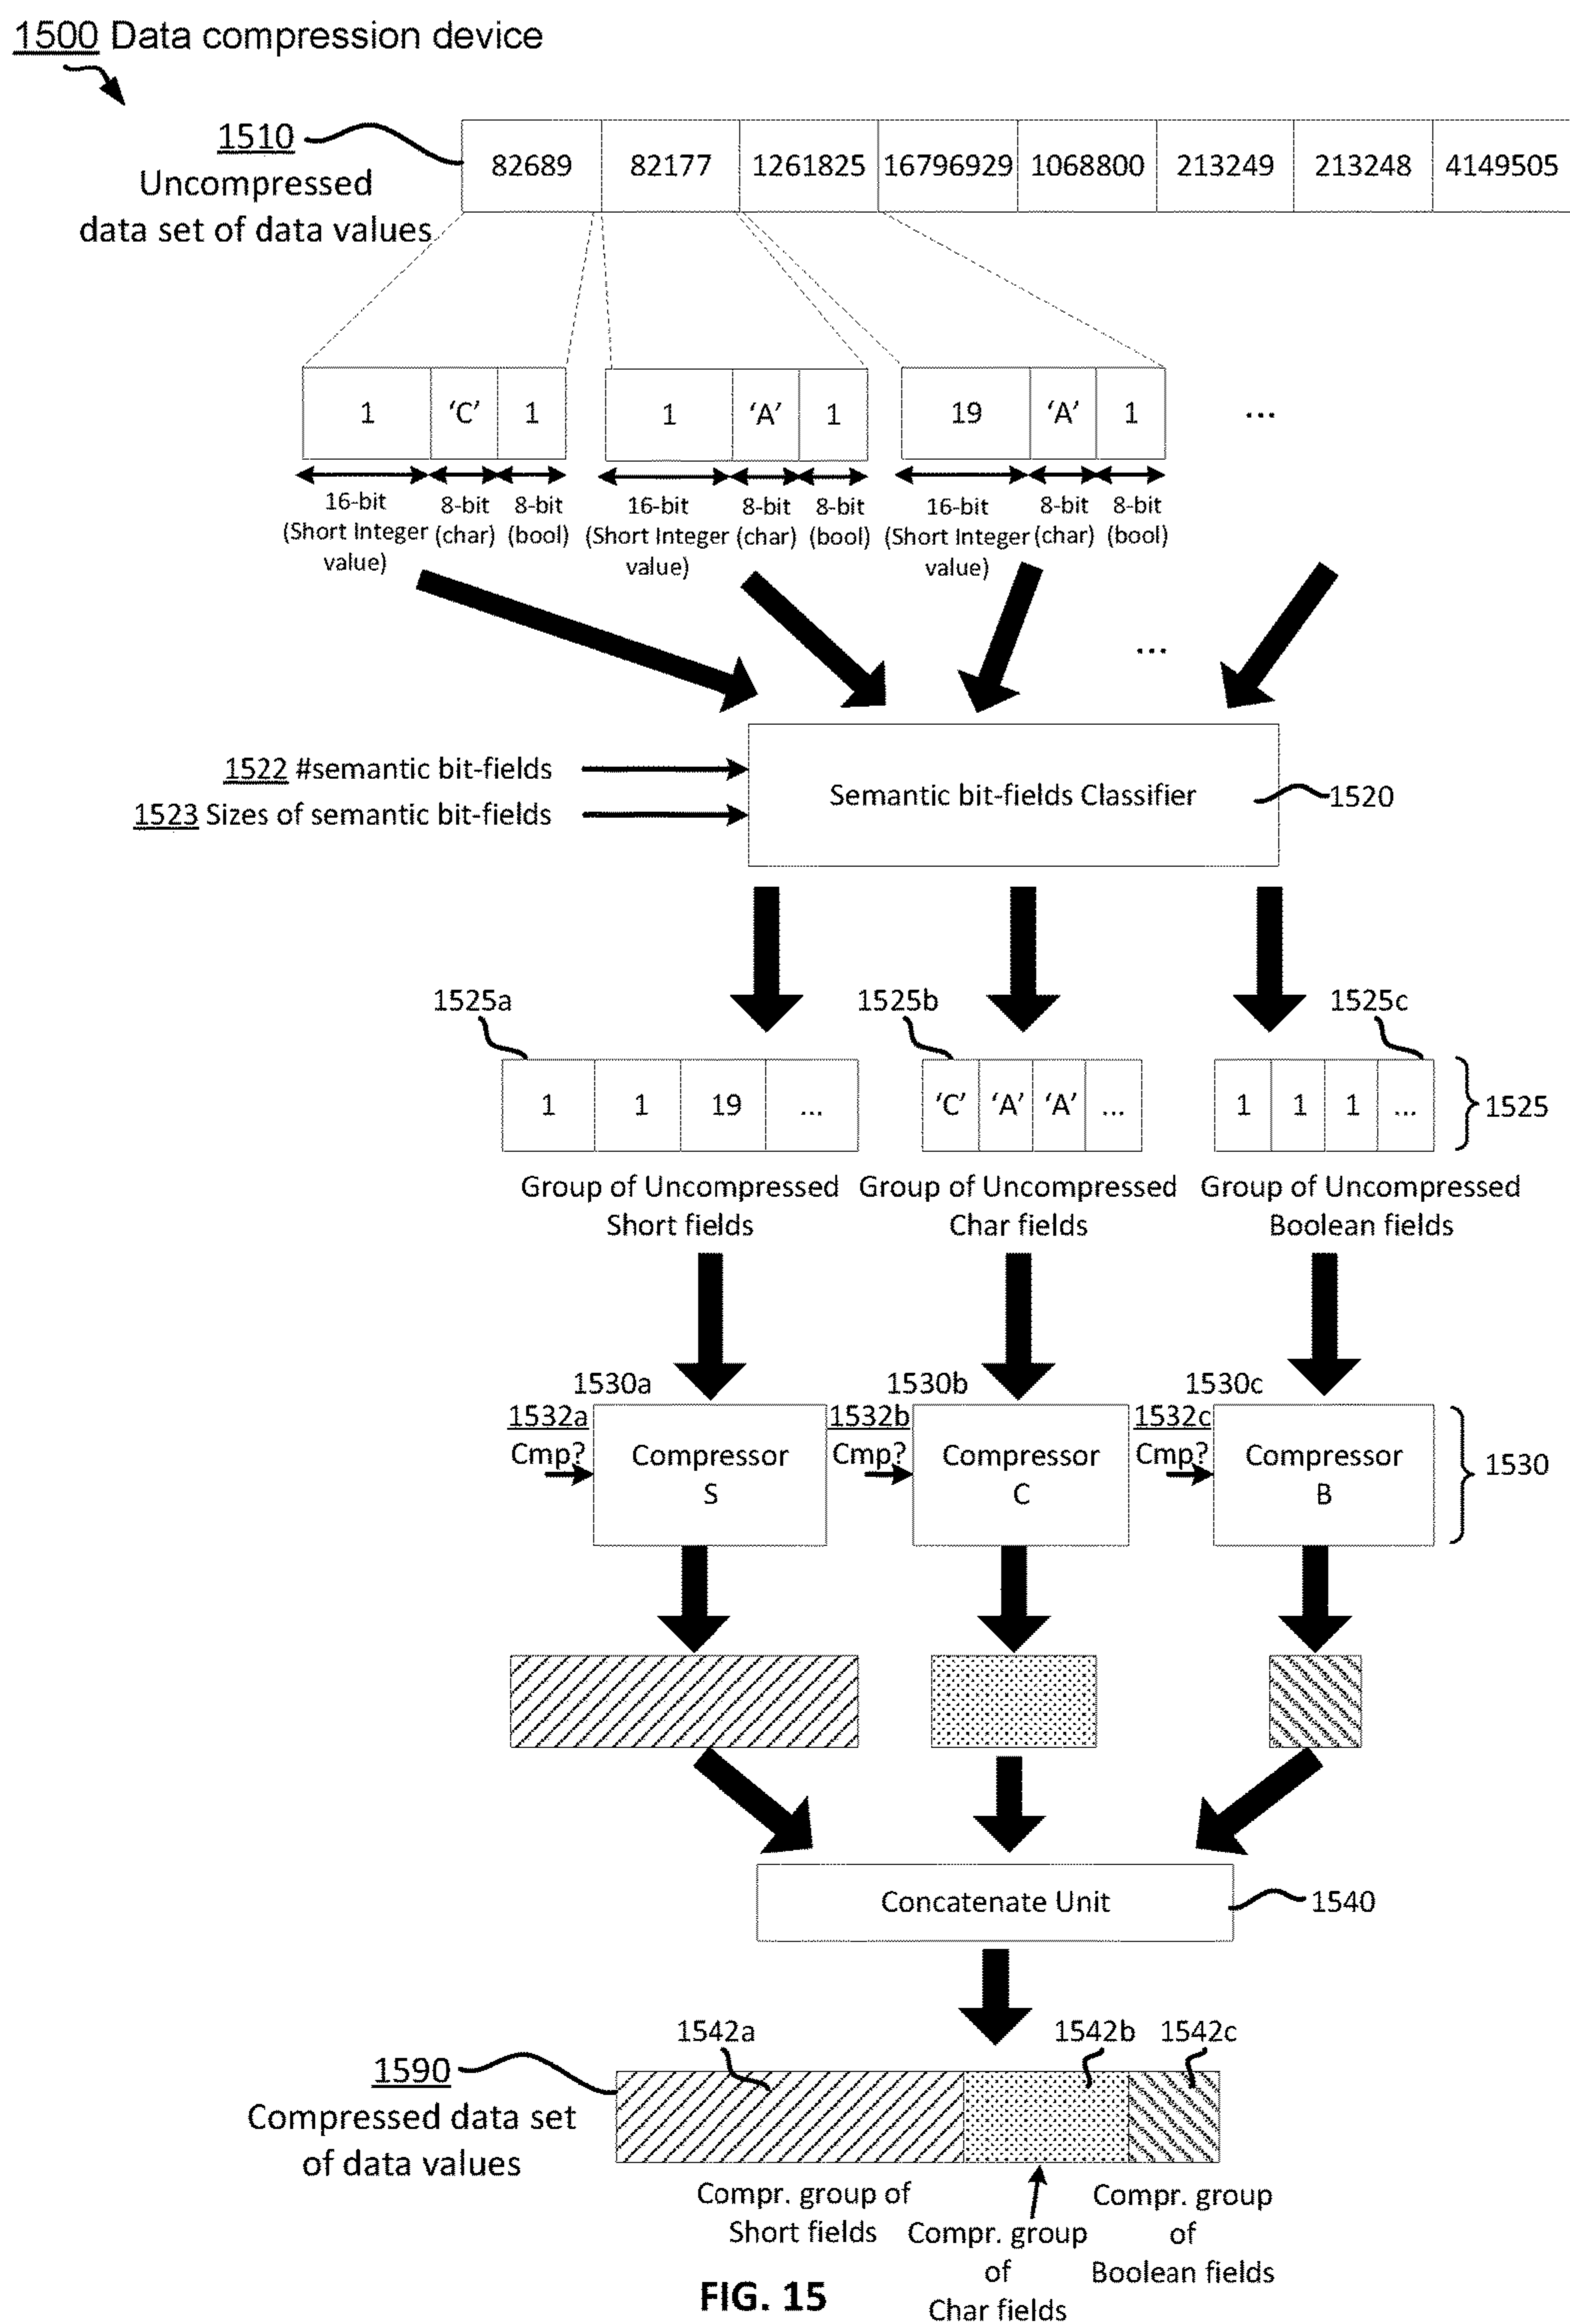 1500 Data compression device
1510
Uncompressed
data set of data values
82689 82177 1261825 16796929 1068800 213249 213248 4149505
1 'C' 1 1 'A' 1 19 'A' 1 ...
16-bit 8-bit 8-bit 16-bit 8-bit 8-bit 16-bit 8-bit 8-bit
(Short Integer (char) (bool) (Short Integer (char) (bool) (Short Integer (char) (bool)
value) value) value)
...
1522 #semantic bit-fields
1523 Sizes of semantic bit-fields
Semantic bit-fields Classifier
1520
1525a 1525b 1525c
1 1 19 ... 'C' 'A' 'A' ... 1 1 1 ...
1525
Group of Uncompressed Group of Uncompressed Group of Uncompressed
Short fields Char fields Boolean fields
1530a 1530b 1530c
1532a 1532b 1532c
Cmp? Compressor Cmp? Compressor Cmp? Compressor
S C B
1530
Concatenate Unit
1540
1542a 1542b 1542c
1590
Compressed data set
of data values
Compr. group of
Short fields
Compr. group
of
Char fields
Compr. group
of
Boolean fields
FIG. 15